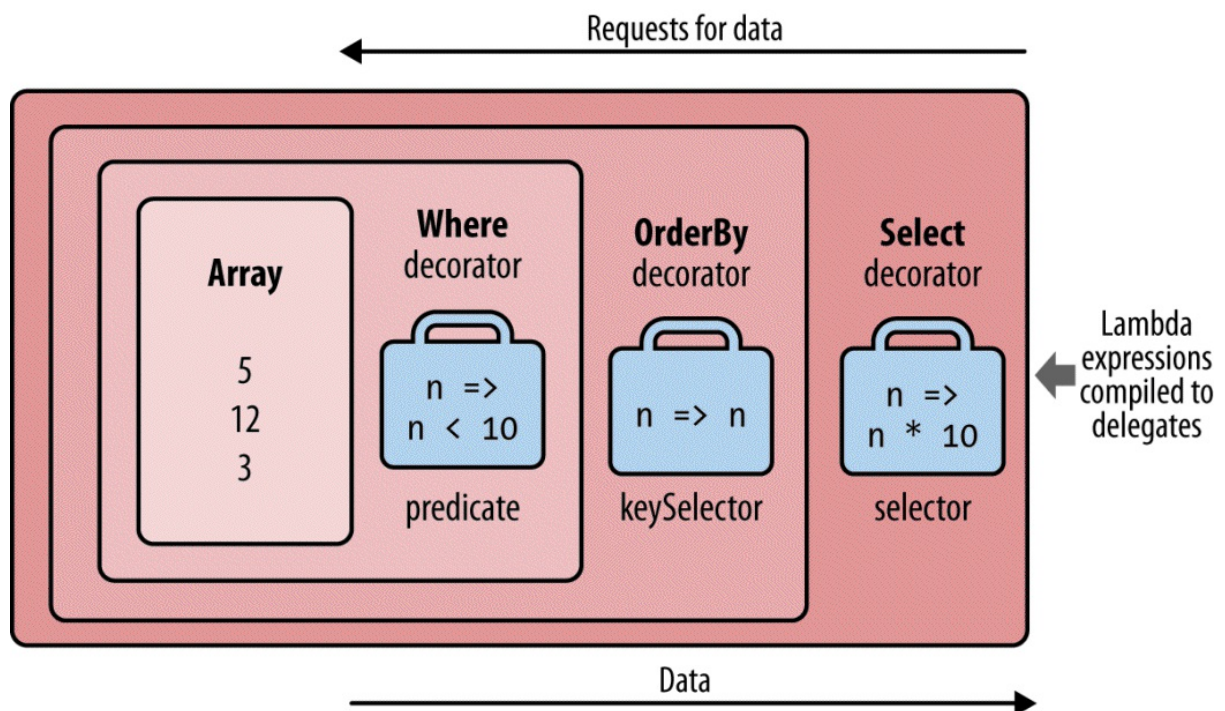 Requests for data
Array
5
12
3
Where
decorator
n =>
n < 10
predicate
OrderBy
decorator
n => n
keySelector
Select
decorator
n =>
n * 10
selector
Lambda
expressions
compiled to
delegates
Data